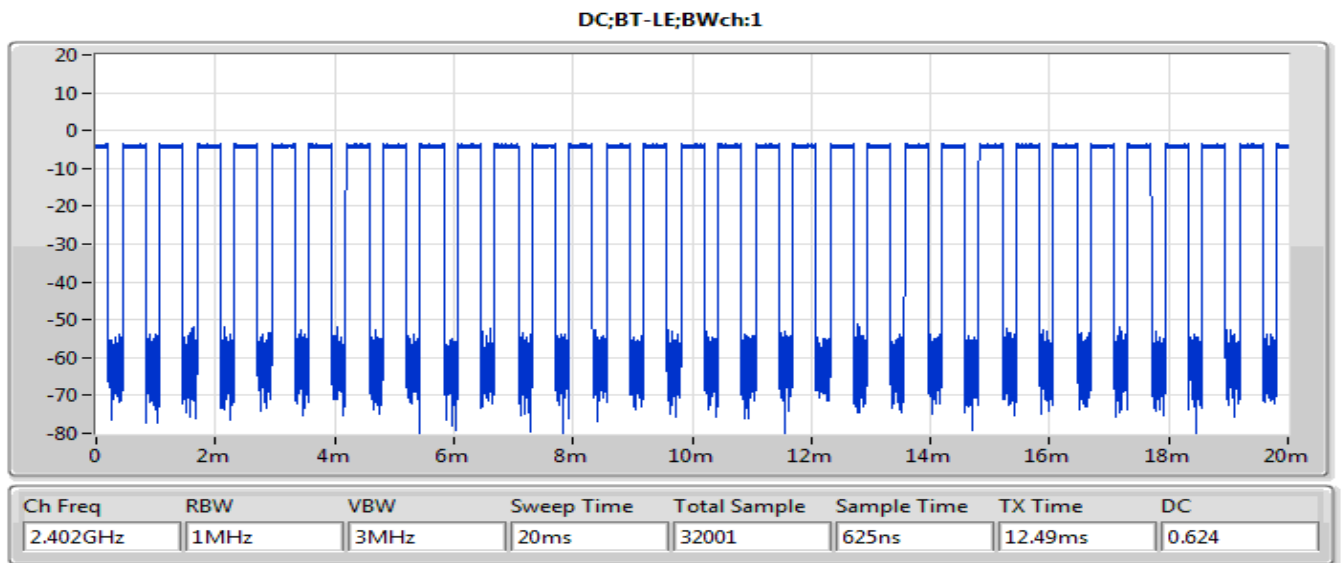 DC;BT-LE;BWch:1
20
10
0
-10
-20
-30
-40
-50
-60
-70
-80
0 2m 4m 6m 8m 10m 12m 14m 16m 18m 20m
Ch Freq RBW VBW Sweep Time Total Sample Sample Time TX Time DC
2.402GHz 1MHz 3MHz 20ms 32001 625ns 12.49ms 0.624